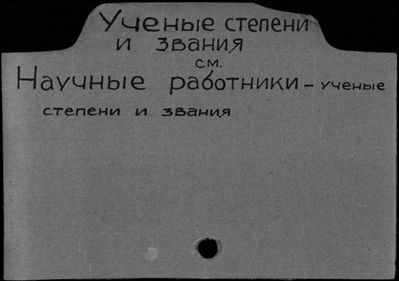 Ученые степени
и звания
см.
Научные работники – ученые
степени и звания